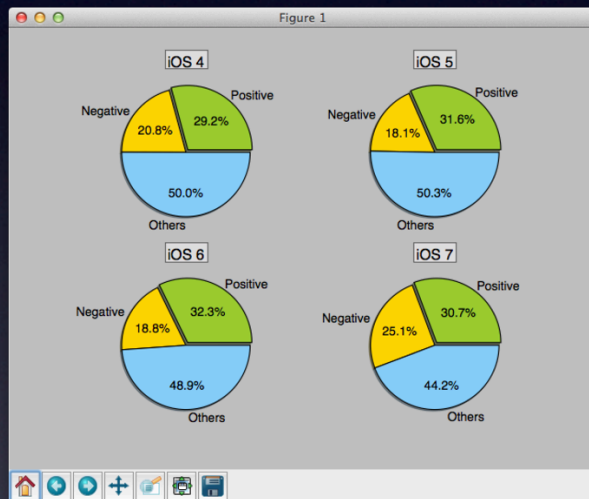 Figure 1
iOS 4
Positive
Negative
29.2%
20.8%
50.0%
Others
iOS 5
Positive
Negative
31.6%
18.1%
50.3%
Others
iOS 6
Positive
Negative
32.3%
18.8%
48.9%
Others
iOS 7
Positive
Negative
30.7%
25.1%
44.2%
Others